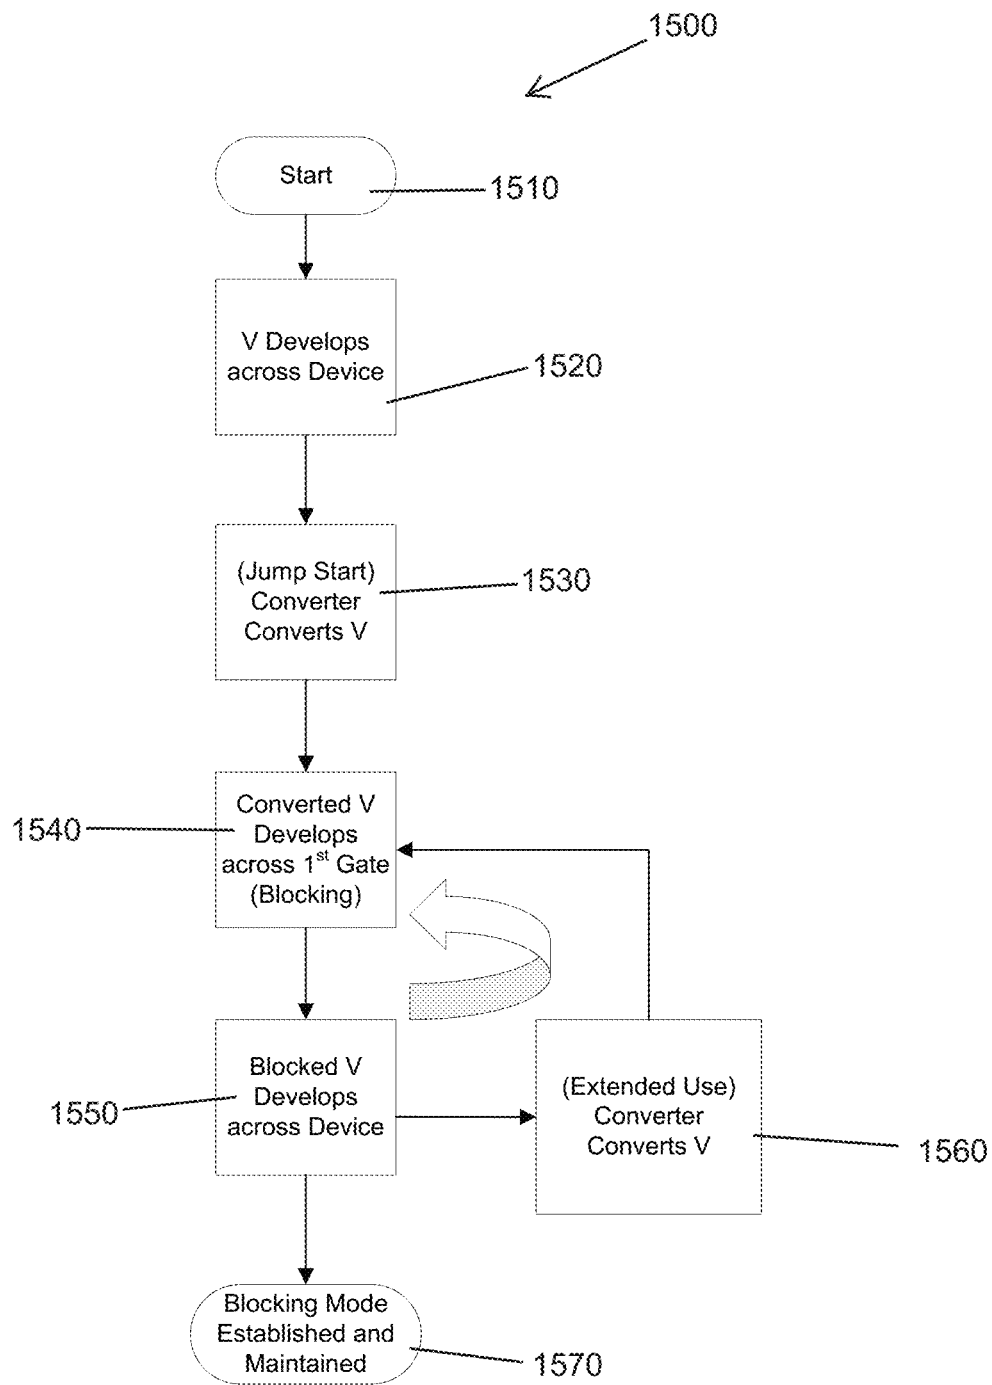 1500
Start
1510
V Develops
across Device
1520
(Jump Start)
Converter
Converts V
1530
Converted V
Develops
across 1st Gate
(Blocking)
1540
Blocked V
Develops
across Device
1550
(Extended Use)
Converter
Converts V
1560
Blocking Mode
Established and
Maintained
1570